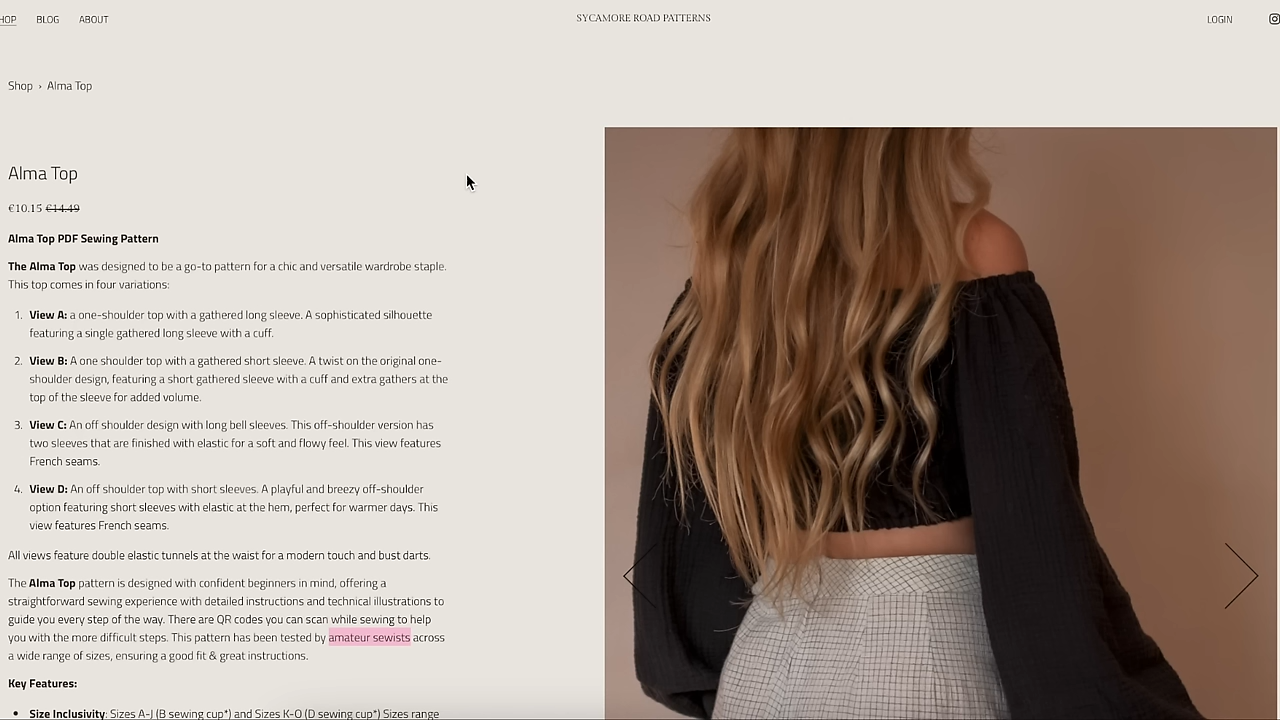 HOP BLOG ABOUT SYCAMORE ROAD PATTERNS LOGIN
Shop › Alma Top
Alma Top
€10.15 €14.49
Alma Top PDF Sewing Pattern
The Alma Top was designed to be a go-to pattern for a chic and versatile wardrobe staple.
This top comes in four variations:
1. View A: a one-shoulder top with a gathered long sleeve. A sophisticated silhouette
featuring a single gathered long sleeve with a cuff.
2. View B: A one shoulder top with a gathered short sleeve. A twist on the original one-
shoulder design, featuring a short gathered sleeve with a cuff and extra gathers at the
top of the sleeve for added volume.
3. View C: An off shoulder design with long bell sleeves. This off-shoulder version has
two sleeves that are finished with elastic for a soft and flowy feel. This view features
French seams.
4. View D: An off shoulder top with short sleeves. A playful and breezy off-shoulder
option featuring short sleeves with elastic at the hem, perfect for warmer days. This
view features French seams.
All views feature double elastic tunnels at the waist for a modern touch and bust darts.
The Alma Top pattern is designed with confident beginners in mind, offering a
straightforward sewing experience with detailed instructions and technical illustrations to
guide you every step of the way. There are QR codes you can scan while sewing to help
you with the more difficult steps. This pattern has been tested by amateur sewists across
a wide range of sizes, ensuring a good fit & great instructions.
Key Features:
• Size Inclusivity: Sizes A-J (B sewing cup*) and Sizes K-O (D sewing cup*) Sizes range